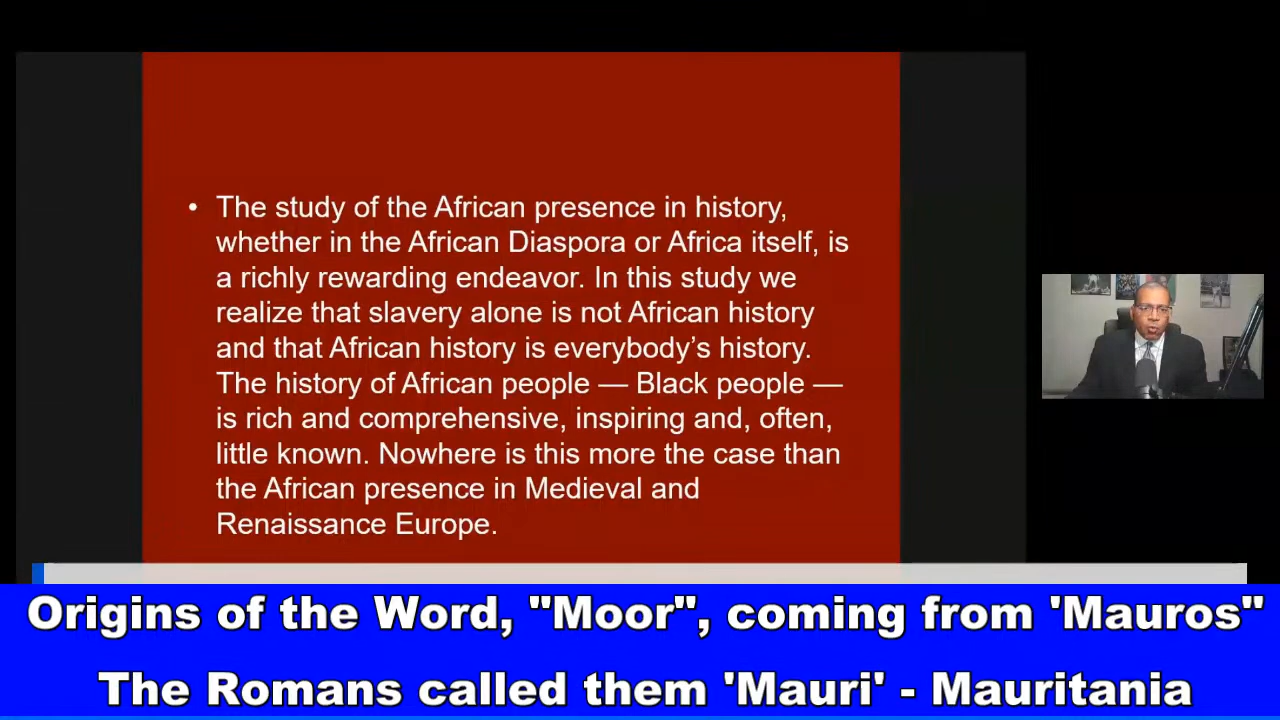 • The study of the African presence in history,
whether in the African Diaspora or Africa itself, is
a richly rewarding endeavor. In this study we
realize that slavery alone is not African history
and that African history is everybody’s history.
The history of African people — Black people —
is rich and comprehensive, inspiring and, often,
little known. Nowhere is this more the case than
the African presence in Medieval and
Renaissance Europe.
Origins of the Word, "Moor", coming from 'Mauros"
The Romans called them 'Mauri' - Mauritania